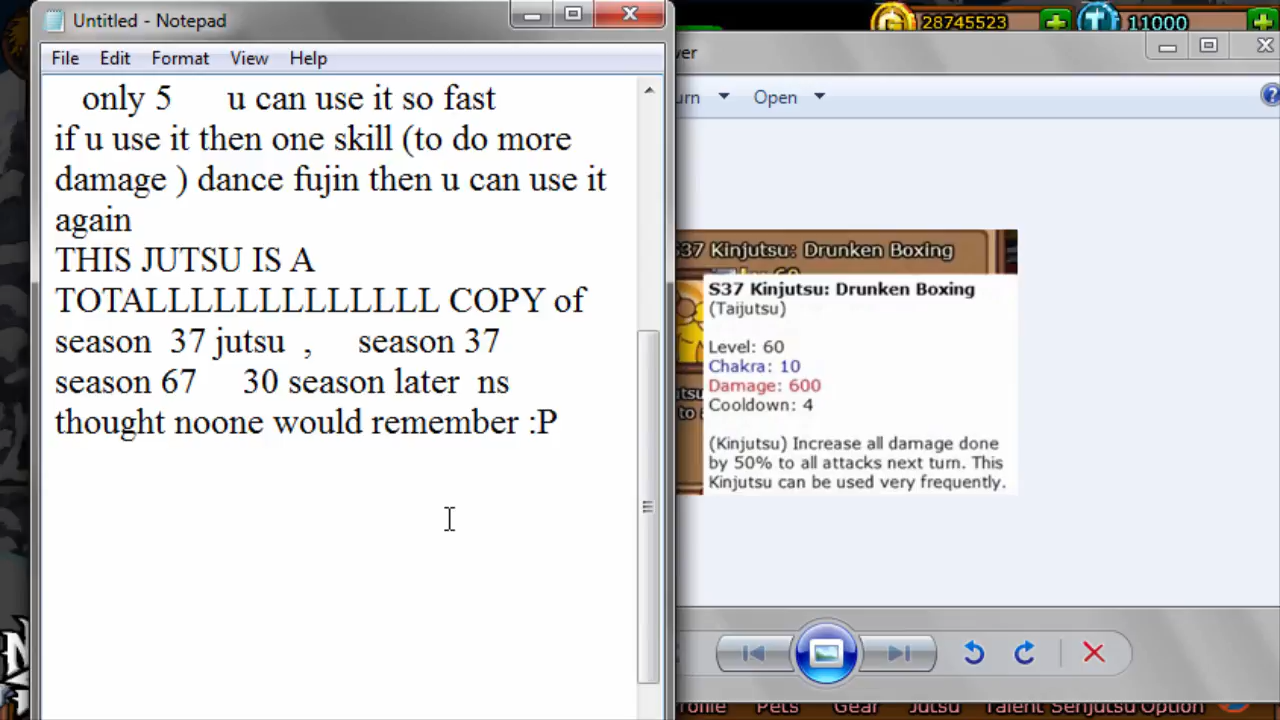 Untitled - Notepad
File Edit Format View Help
only 5 u can use it so fast
if u use it then one skill (to do more
damage ) dance fujin then u can use it
again
THIS JUTSU IS A
TOTALLLLLLLLLLLLL COPY of
season 37 jutsu , season 37
season 67 30 season later ns
thought noone would remember :P
28745523 11000
Open
S37 Kinjutsu: Drunken Boxing
S37 Kinjutsu: Drunken Boxing
(Taijutsu)
Level: 60
Chakra: 10
Damage: 600
Cooldown: 4
(Kinjutsu) Increase all damage done
by 50% to all attacks next turn. This
Kinjutsu can be used very frequently.
Pets Gear Jutsu Talent Senjutsu Option